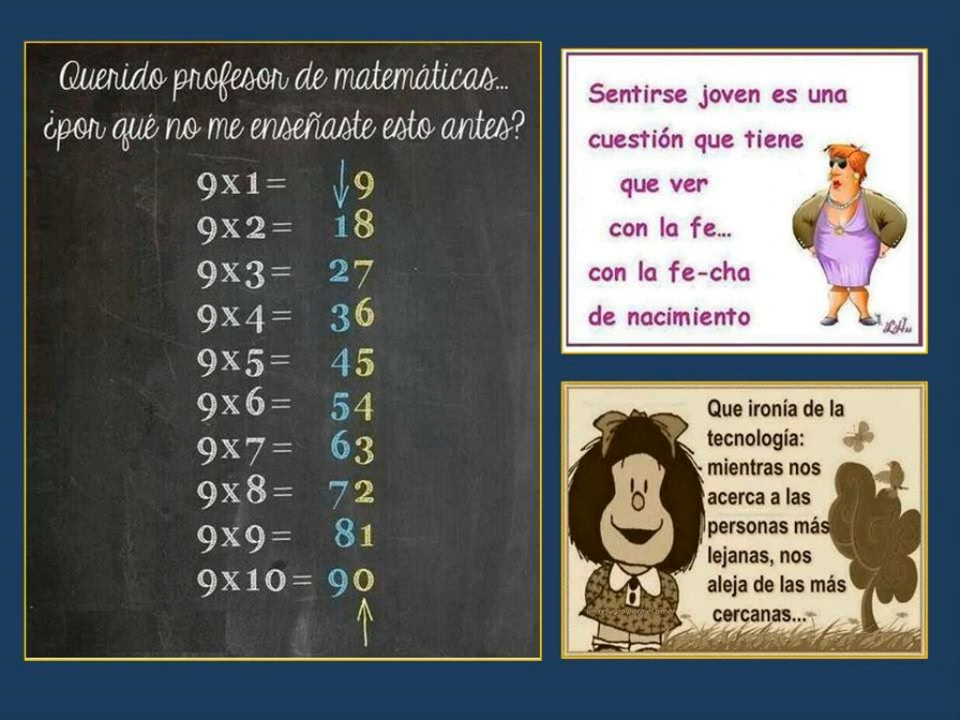 Querido profesor de matemáticas...
¿por qué no me enseñaste esto antes?
9x1= 9
9x2= 18
9x3= 27
9x4= 36
9x5= 45
9x6= 54
9x7= 63
9x8= 72
9x9= 81
9x10= 90
Sentirse joven es una
cuestión que tiene
que ver
con la fe...
con la fe-cha
de nacimiento
Que ironía de la
tecnología:
mientras nos
acerca a las
personas más
lejanas, nos
aleja de las más
cercanas...